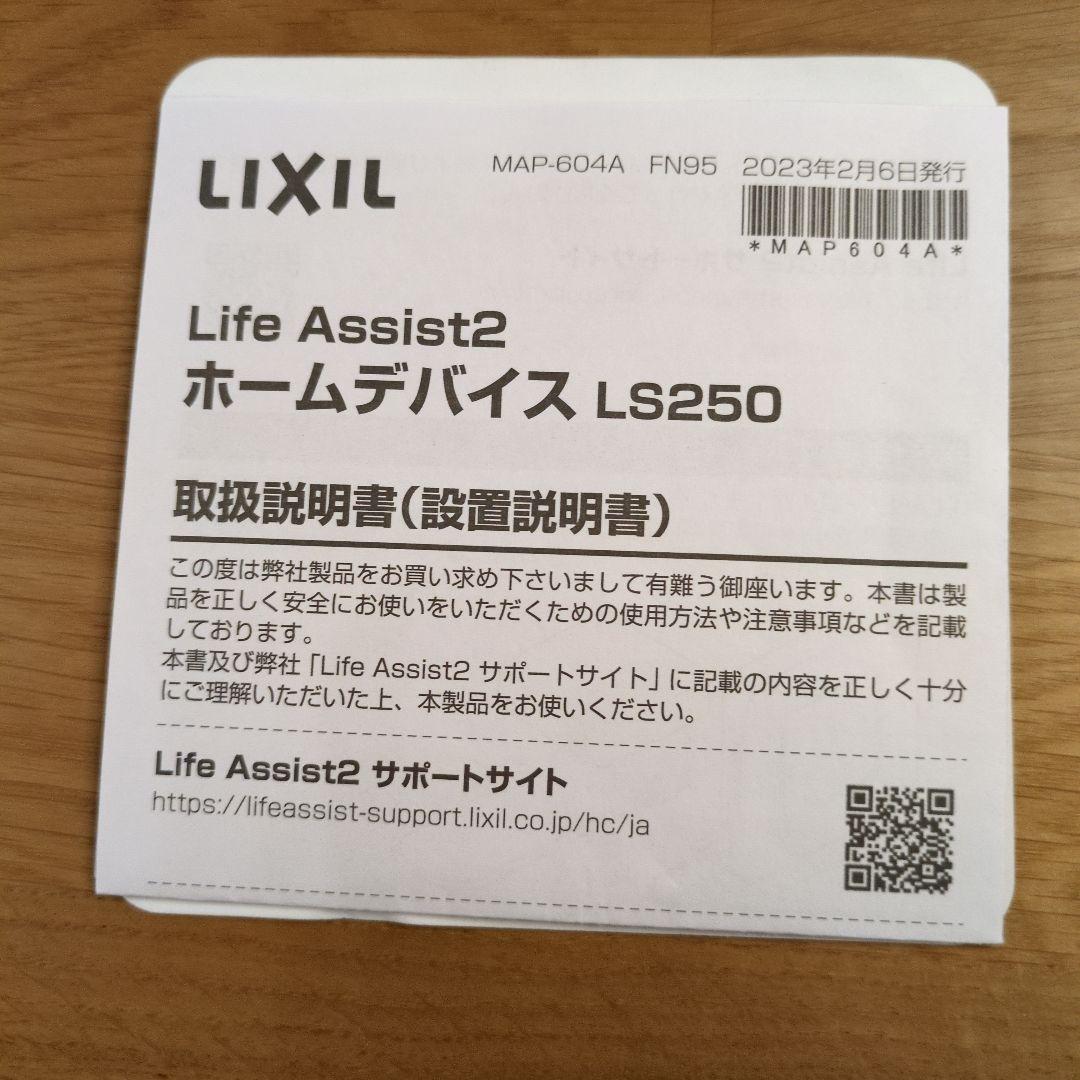 LIXIL
MAP-604A FN95 2023年2月6日発行
*MAP604A*
Life Assist2
ホームデバイス LS250
取扱説明書(設置説明書)
この度は弊社製品をお買い求め下さいまして有難う御座います。本書は製
品を正しく安全にお使いをいただくための使用方法や注意事項などを記載
しております。
本書及び弊社「Life Assist2 サポートサイト」に記載の内容を正しく十分
にご理解いただいた上、本製品をお使いください。
Life Assist2 サポートサイト
https://lifeassist-support.lixil.co.jp/hc/ja